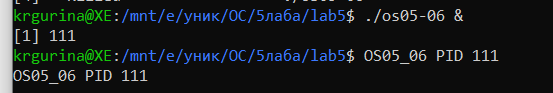 krgurina@XE:/mnt/e/уник/ОС/5лаба/lab5$ ./os05-06 &
[1] 111
krgurina@XE:/mnt/e/уник/ОС/5лаба/lab5$ OS05_06 PID 111
OS05_06 PID 111